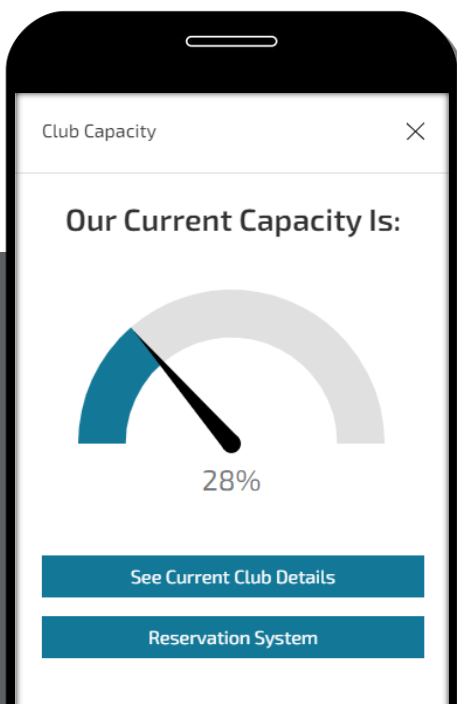 Club Capacity
Our Current Capacity Is:
28%
See Current Club Details
Reservation System